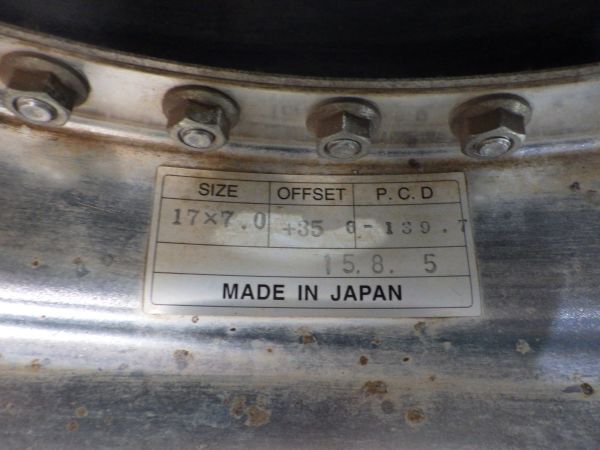 SIZE OFFSET P.C.D
17×7.0 +35 6-139.7
15.8.5
MADE IN JAPAN